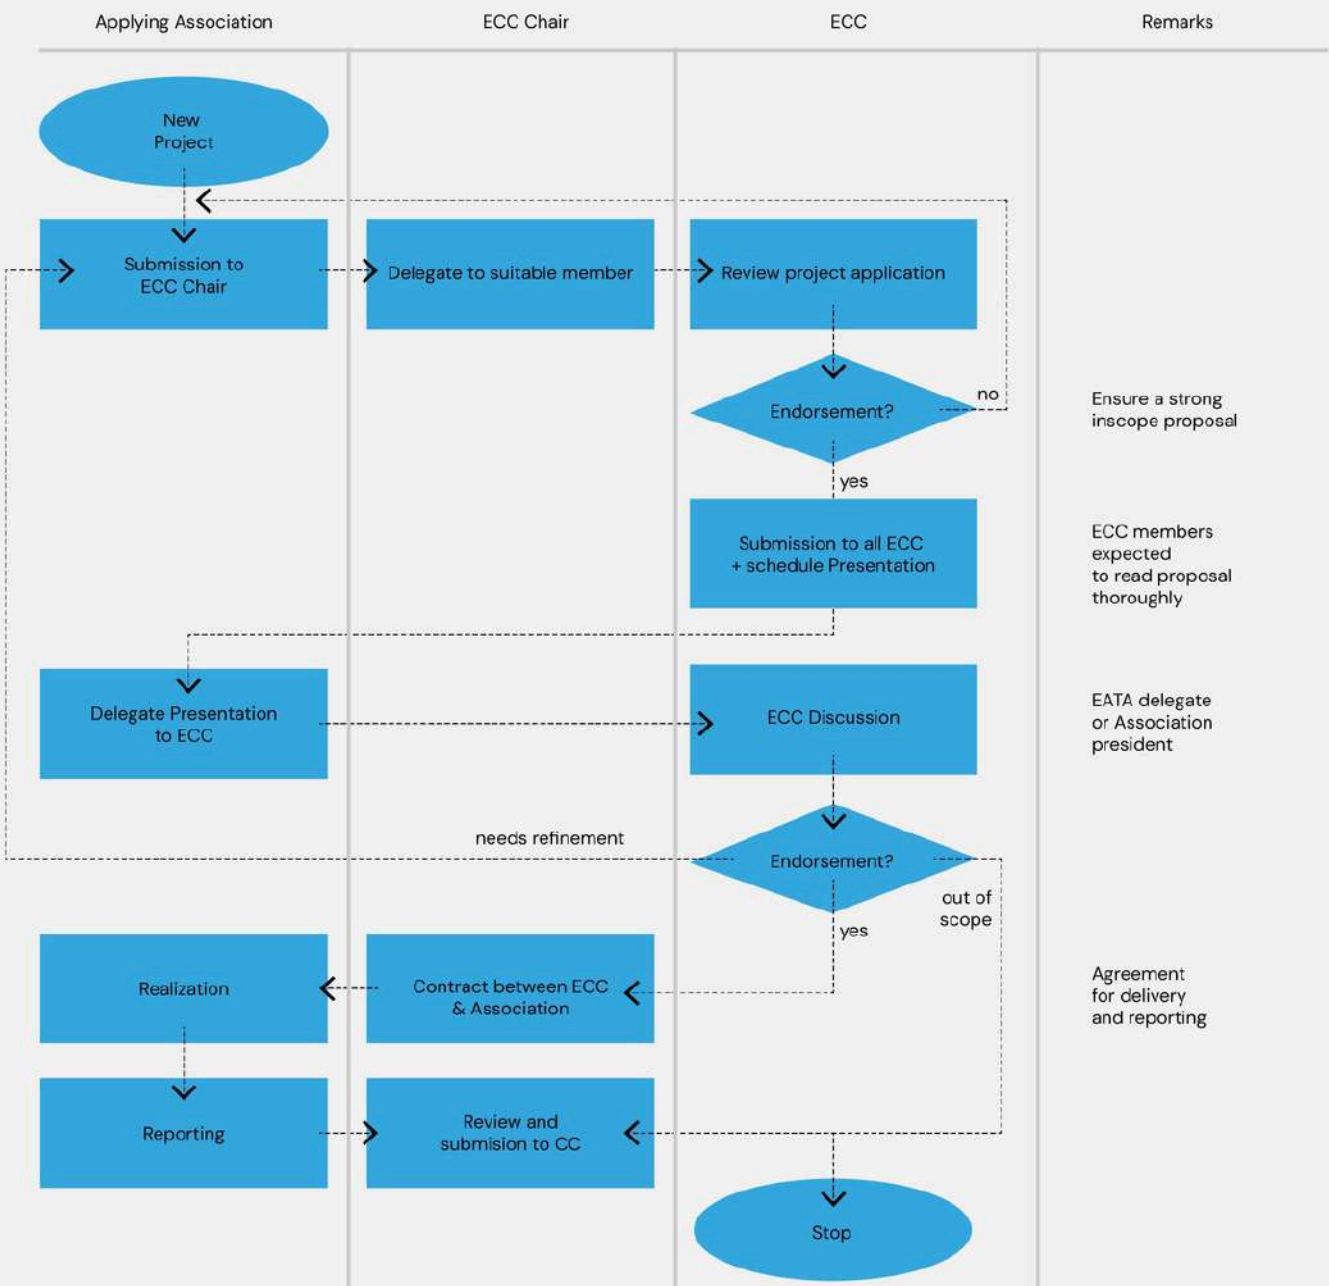 Applying Association
ECC Chair
ECC
Remarks
New
Project
Submission to
ECC Chair
Delegate to suitable member
Review project application
Endorsement?
no
Ensure a strong
inscope proposal
yes
Submission to all ECC
+ schedule Presentation
ECC members
expected
to read proposal
thoroughly
Delegate Presentation
to ECC
ECC Discussion
EATA delegate
or Association
president
needs refinement
Endorsement?
out of
scope
yes
Realization
Contract between ECC
& Association
Agreement
for delivery
and reporting
Reporting
Review and
submision to CC
Stop